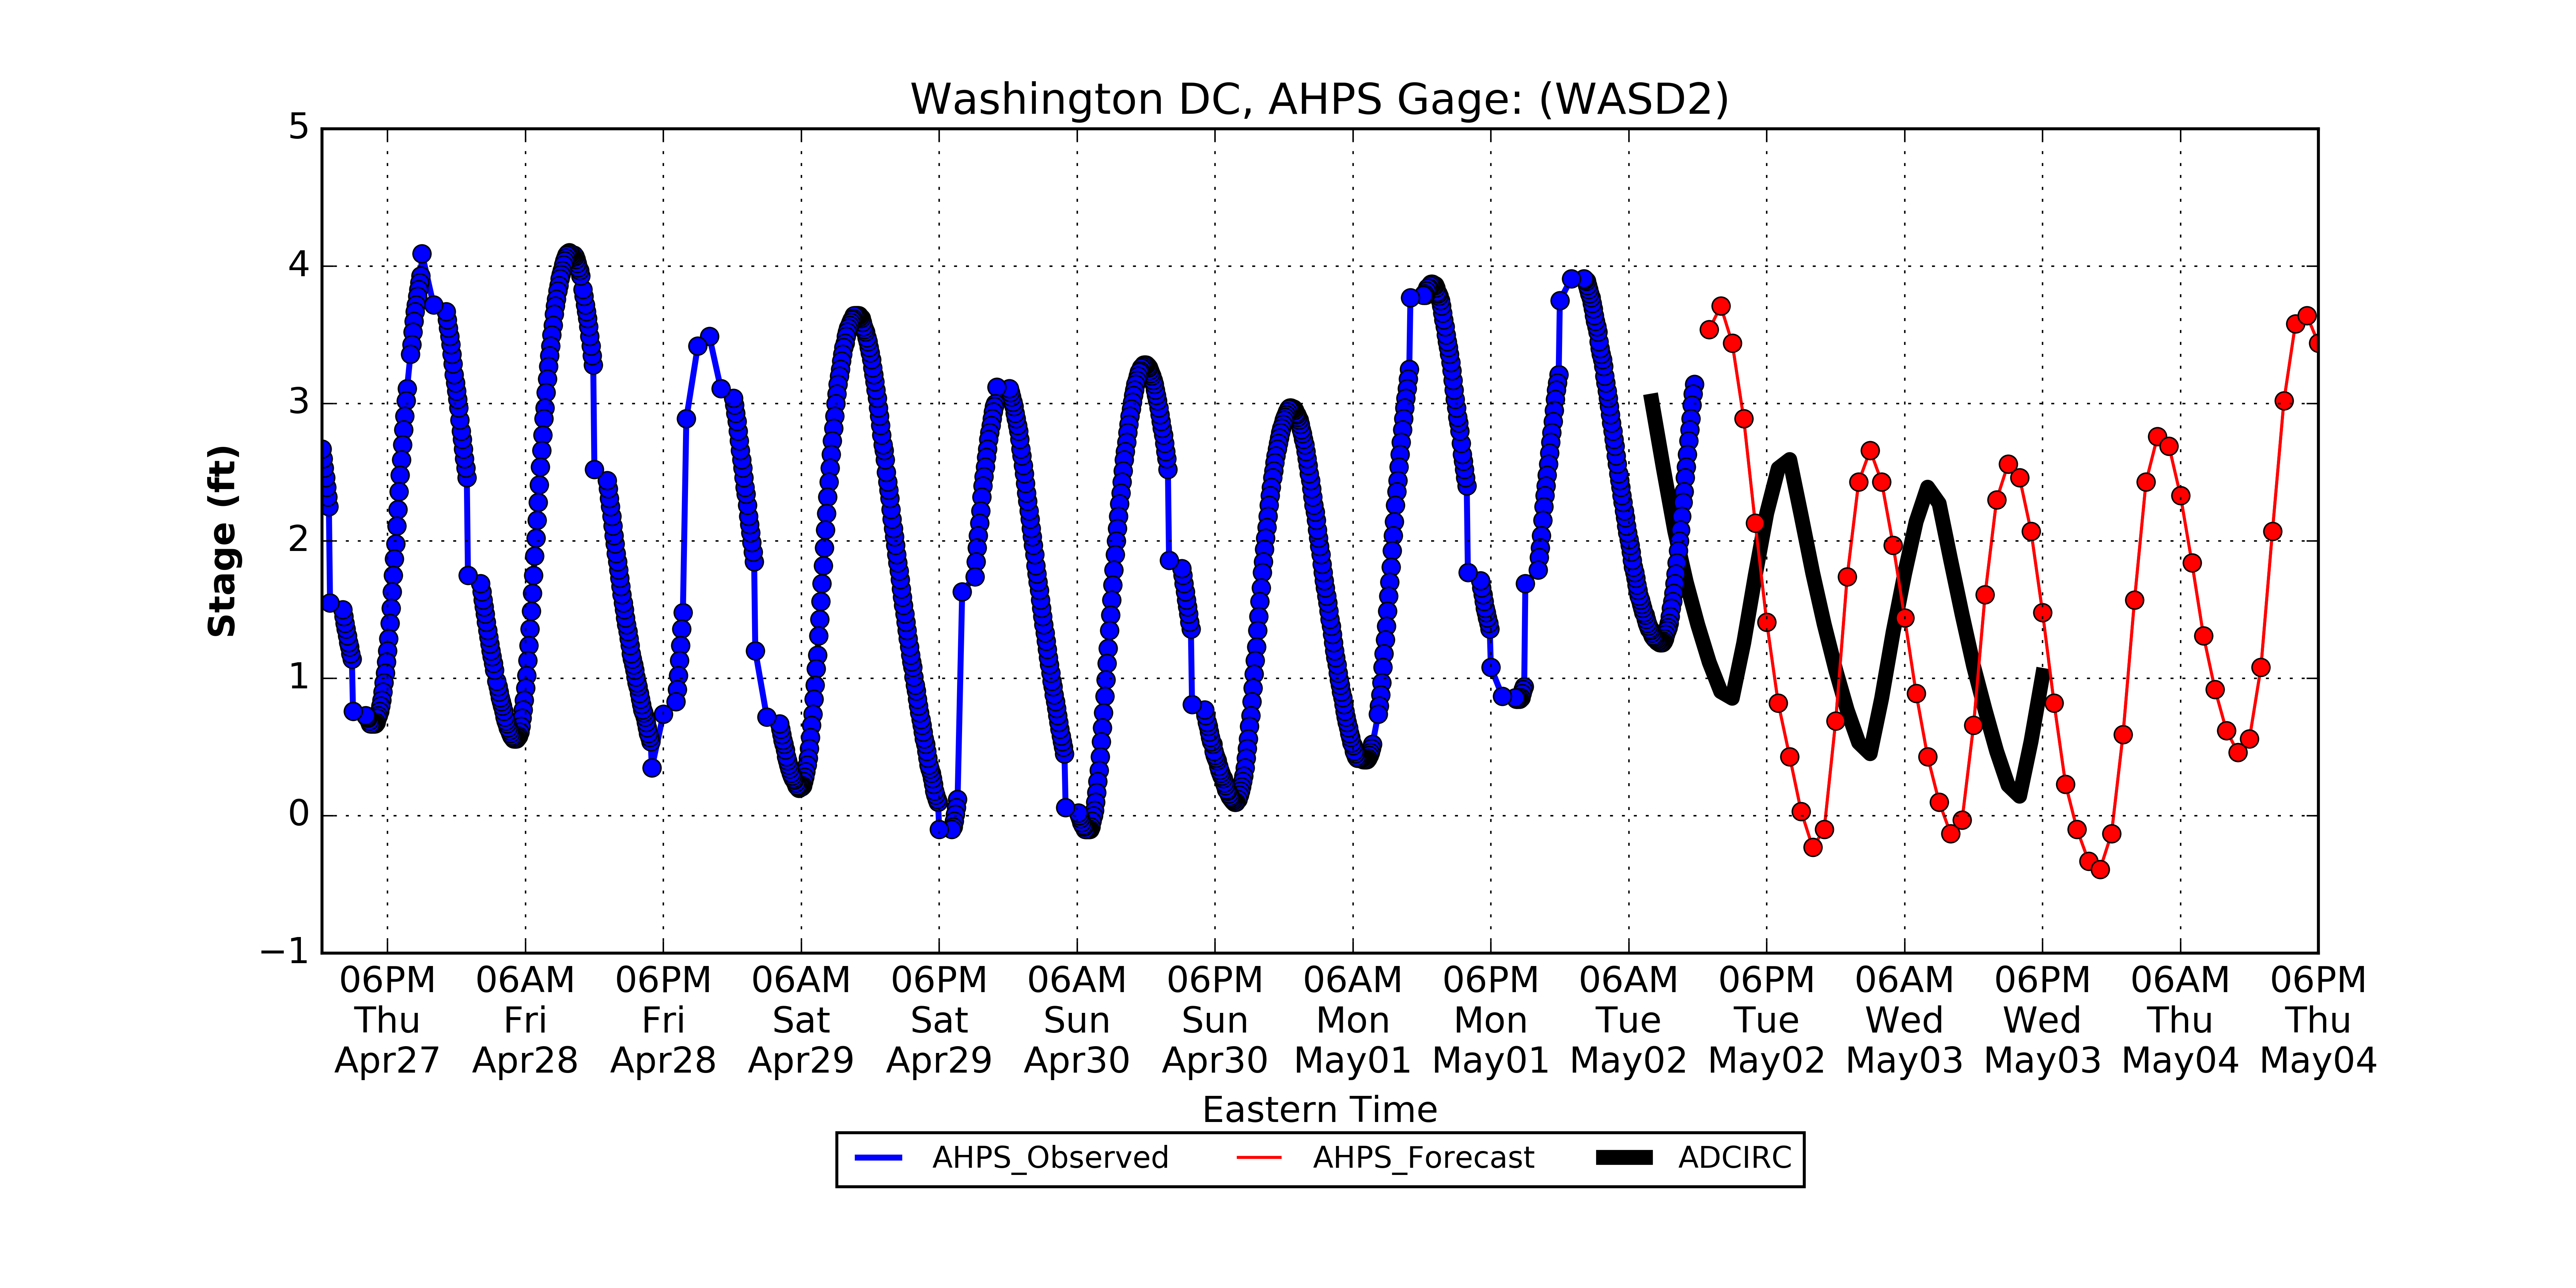 Washington DC, AHPS Gage: (WASD2)
5
4
3
2
1
0
−1
Stage (ft)
06PM 06AM 06PM 06AM 06PM 06AM 06PM 06AM 06PM 06AM 06PM 06AM 06PM 06AM 06PM
Thu Fri Fri Sat Sat Sun Sun Mon Mon Tue Tue Wed Wed Thu Thu
Apr27 Apr28 Apr28 Apr29 Apr29 Apr30 Apr30 May01 May01 May02 May02 May03 May03 May04 May04
Eastern Time
AHPS_Observed AHPS_Forecast ADCIRC